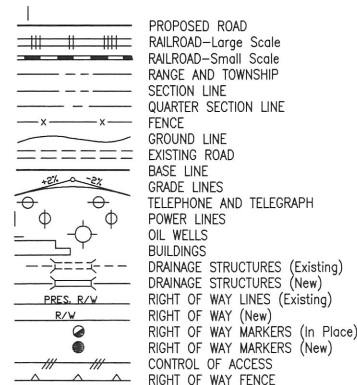 PROPOSED ROAD
RAILROAD-Large Scale
RAILROAD-Small Scale
RANGE AND TOWNSHIP
SECTION LINE
QUARTER SECTION LINE
x x FENCE
GROUND LINE
EXISTING ROAD
BASE LINE
+2% -2% GRADE LINES
TELEPHONE AND TELEGRAPH
POWER LINES
OIL WELLS
BUILDINGS
DRAINAGE STRUCTURES (Existing)
DRAINAGE STRUCTURES (New)
PRES. R/W RIGHT OF WAY LINES (Existing)
R/W RIGHT OF WAY (New)
RIGHT OF WAY MARKERS (In Place)
RIGHT OF WAY MARKERS (New)
CONTROL OF ACCESS
RIGHT OF WAY FENCE